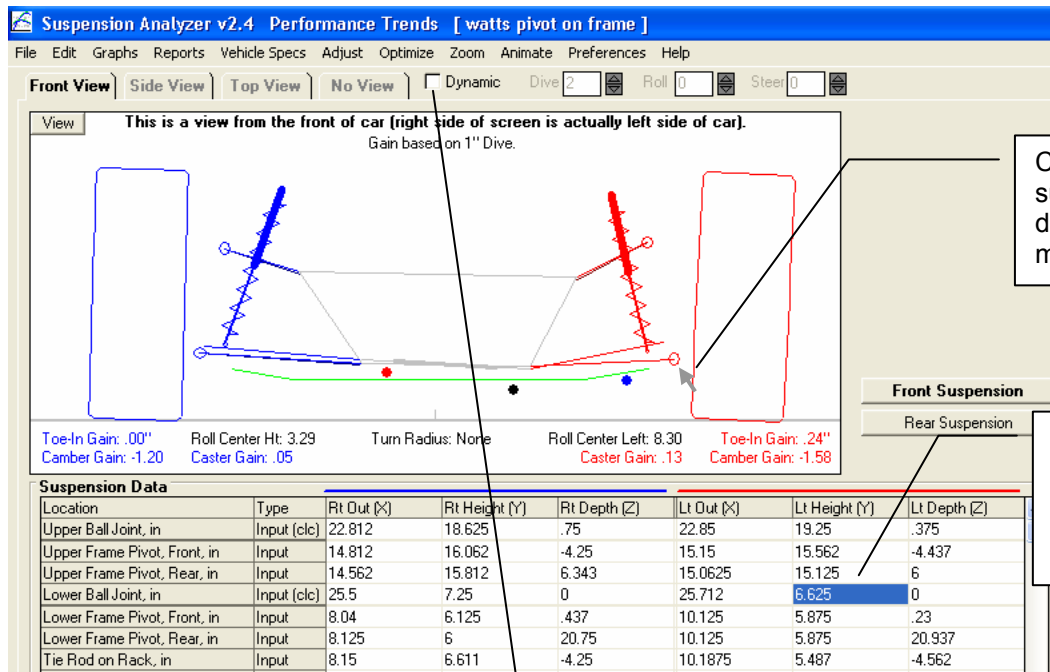 Suspension Analyzer v2.4 Performance Trends [ watts pivot on frame ]
File Edit Graphs Reports Vehicle Specs Adjust Optimize Zoom Animate Preferences Help
Front View Side View Top View No View Dynamic Dive 2 Roll 0 Steer 0
View This is a view from the front of car (right side of screen is actually left side of car).
Gain based on 1" Dive.
Front Suspension
Rear Suspension
Toe-In Gain: .00" Roll Center Ht: 3.29 Turn Radius: None Roll Center Left: 8.30 Toe-In Gain: .24"
Camber Gain: -1.20 Caster Gain: .05 Caster Gain: .13 Camber Gain: -1.58
Suspension Data
Location Type Rt Out (X) Rt Height (Y) Rt Depth (Z) Lt Out (X) Lt Height (Y) Lt Depth (Z)
Upper Ball Joint, in Input (clc) 22.812 18.625 .75 22.85 19.25 .375
Upper Frame Pivot, Front, in Input 14.812 16.062 -4.25 15.15 15.562 -4.437
Upper Frame Pivot, Rear, in Input 14.562 15.812 6.343 15.0625 15.125 6
Lower Ball Joint, in Input (clc) 25.5 7.25 0 25.712 6.625 0
Lower Frame Pivot, Front, in Input 8.04 6.125 .437 10.125 5.875 .23
Lower Frame Pivot, Rear, in Input 8.125 6 20.75 10.125 5.875 20.937
Tie Rod on Rack, in Input 8.15 6.611 -4.25 10.1875 5.487 -4.562